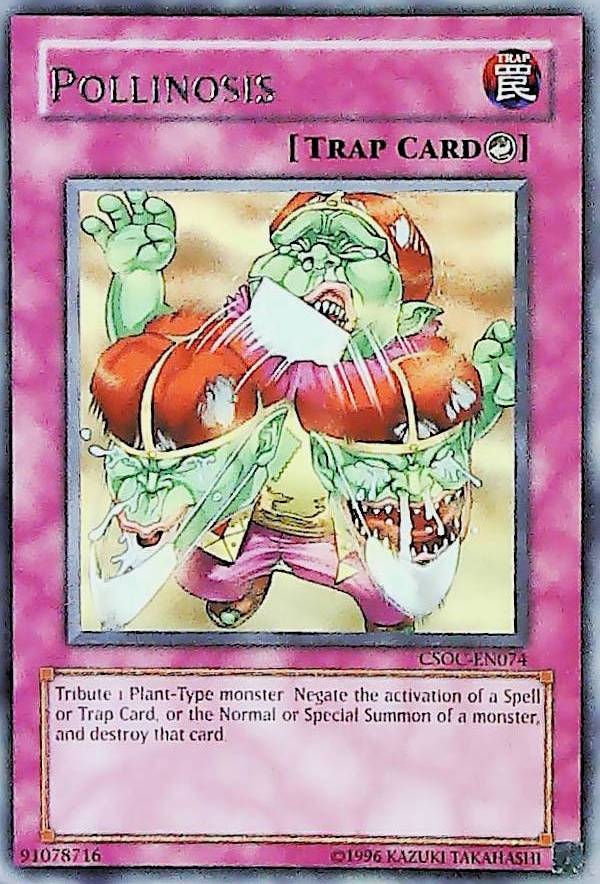 POLLINOSIS
TRAP
罠
[TRAP CARD]
CSOC-EN074
Tribute 1 Plant-Type monster. Negate the activation of a Spell
or Trap Card, or the Normal or Special Summon of a monster,
and destroy that card.
91078716
©1996 KAZUKI TAKAHASHI